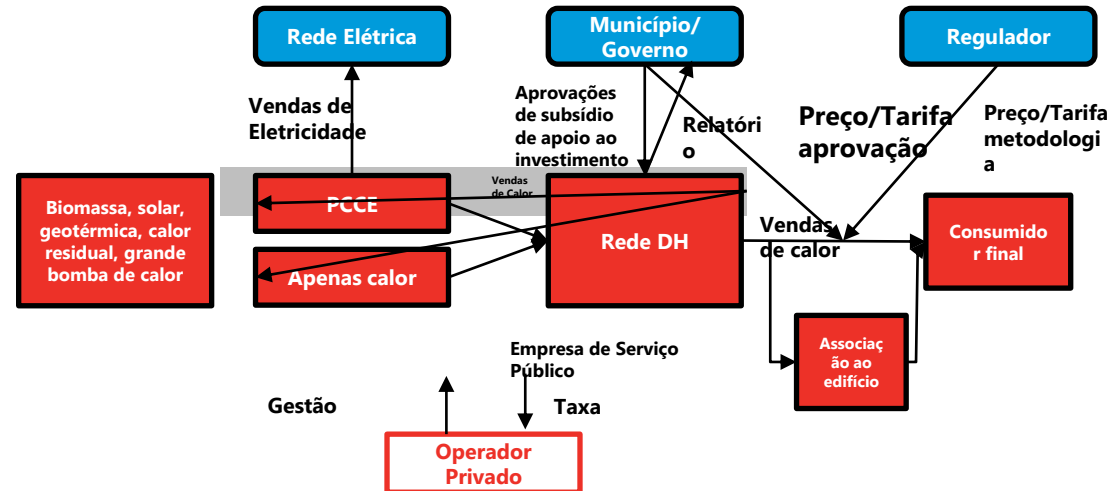 Rede Elétrica
Município/
Governo
Regulador
Vendas de
Eletricidade
Aprovações
de subsídio
de apoio ao
investimento
Relatóri
o
Preço/Tarifa
aprovação
Preço/Tarifa
metodologi
a
Biomassa, solar,
geotérmica, calor
residual, grande
bomba de calor
PCCE
Vendas
de Calor
Apenas calor
Rede DH
Vendas
de calor
Consumido
r final
Associaç
ão ao
edifício
Empresa de Serviço
Público
Gestão
Taxa
Operador
Privado